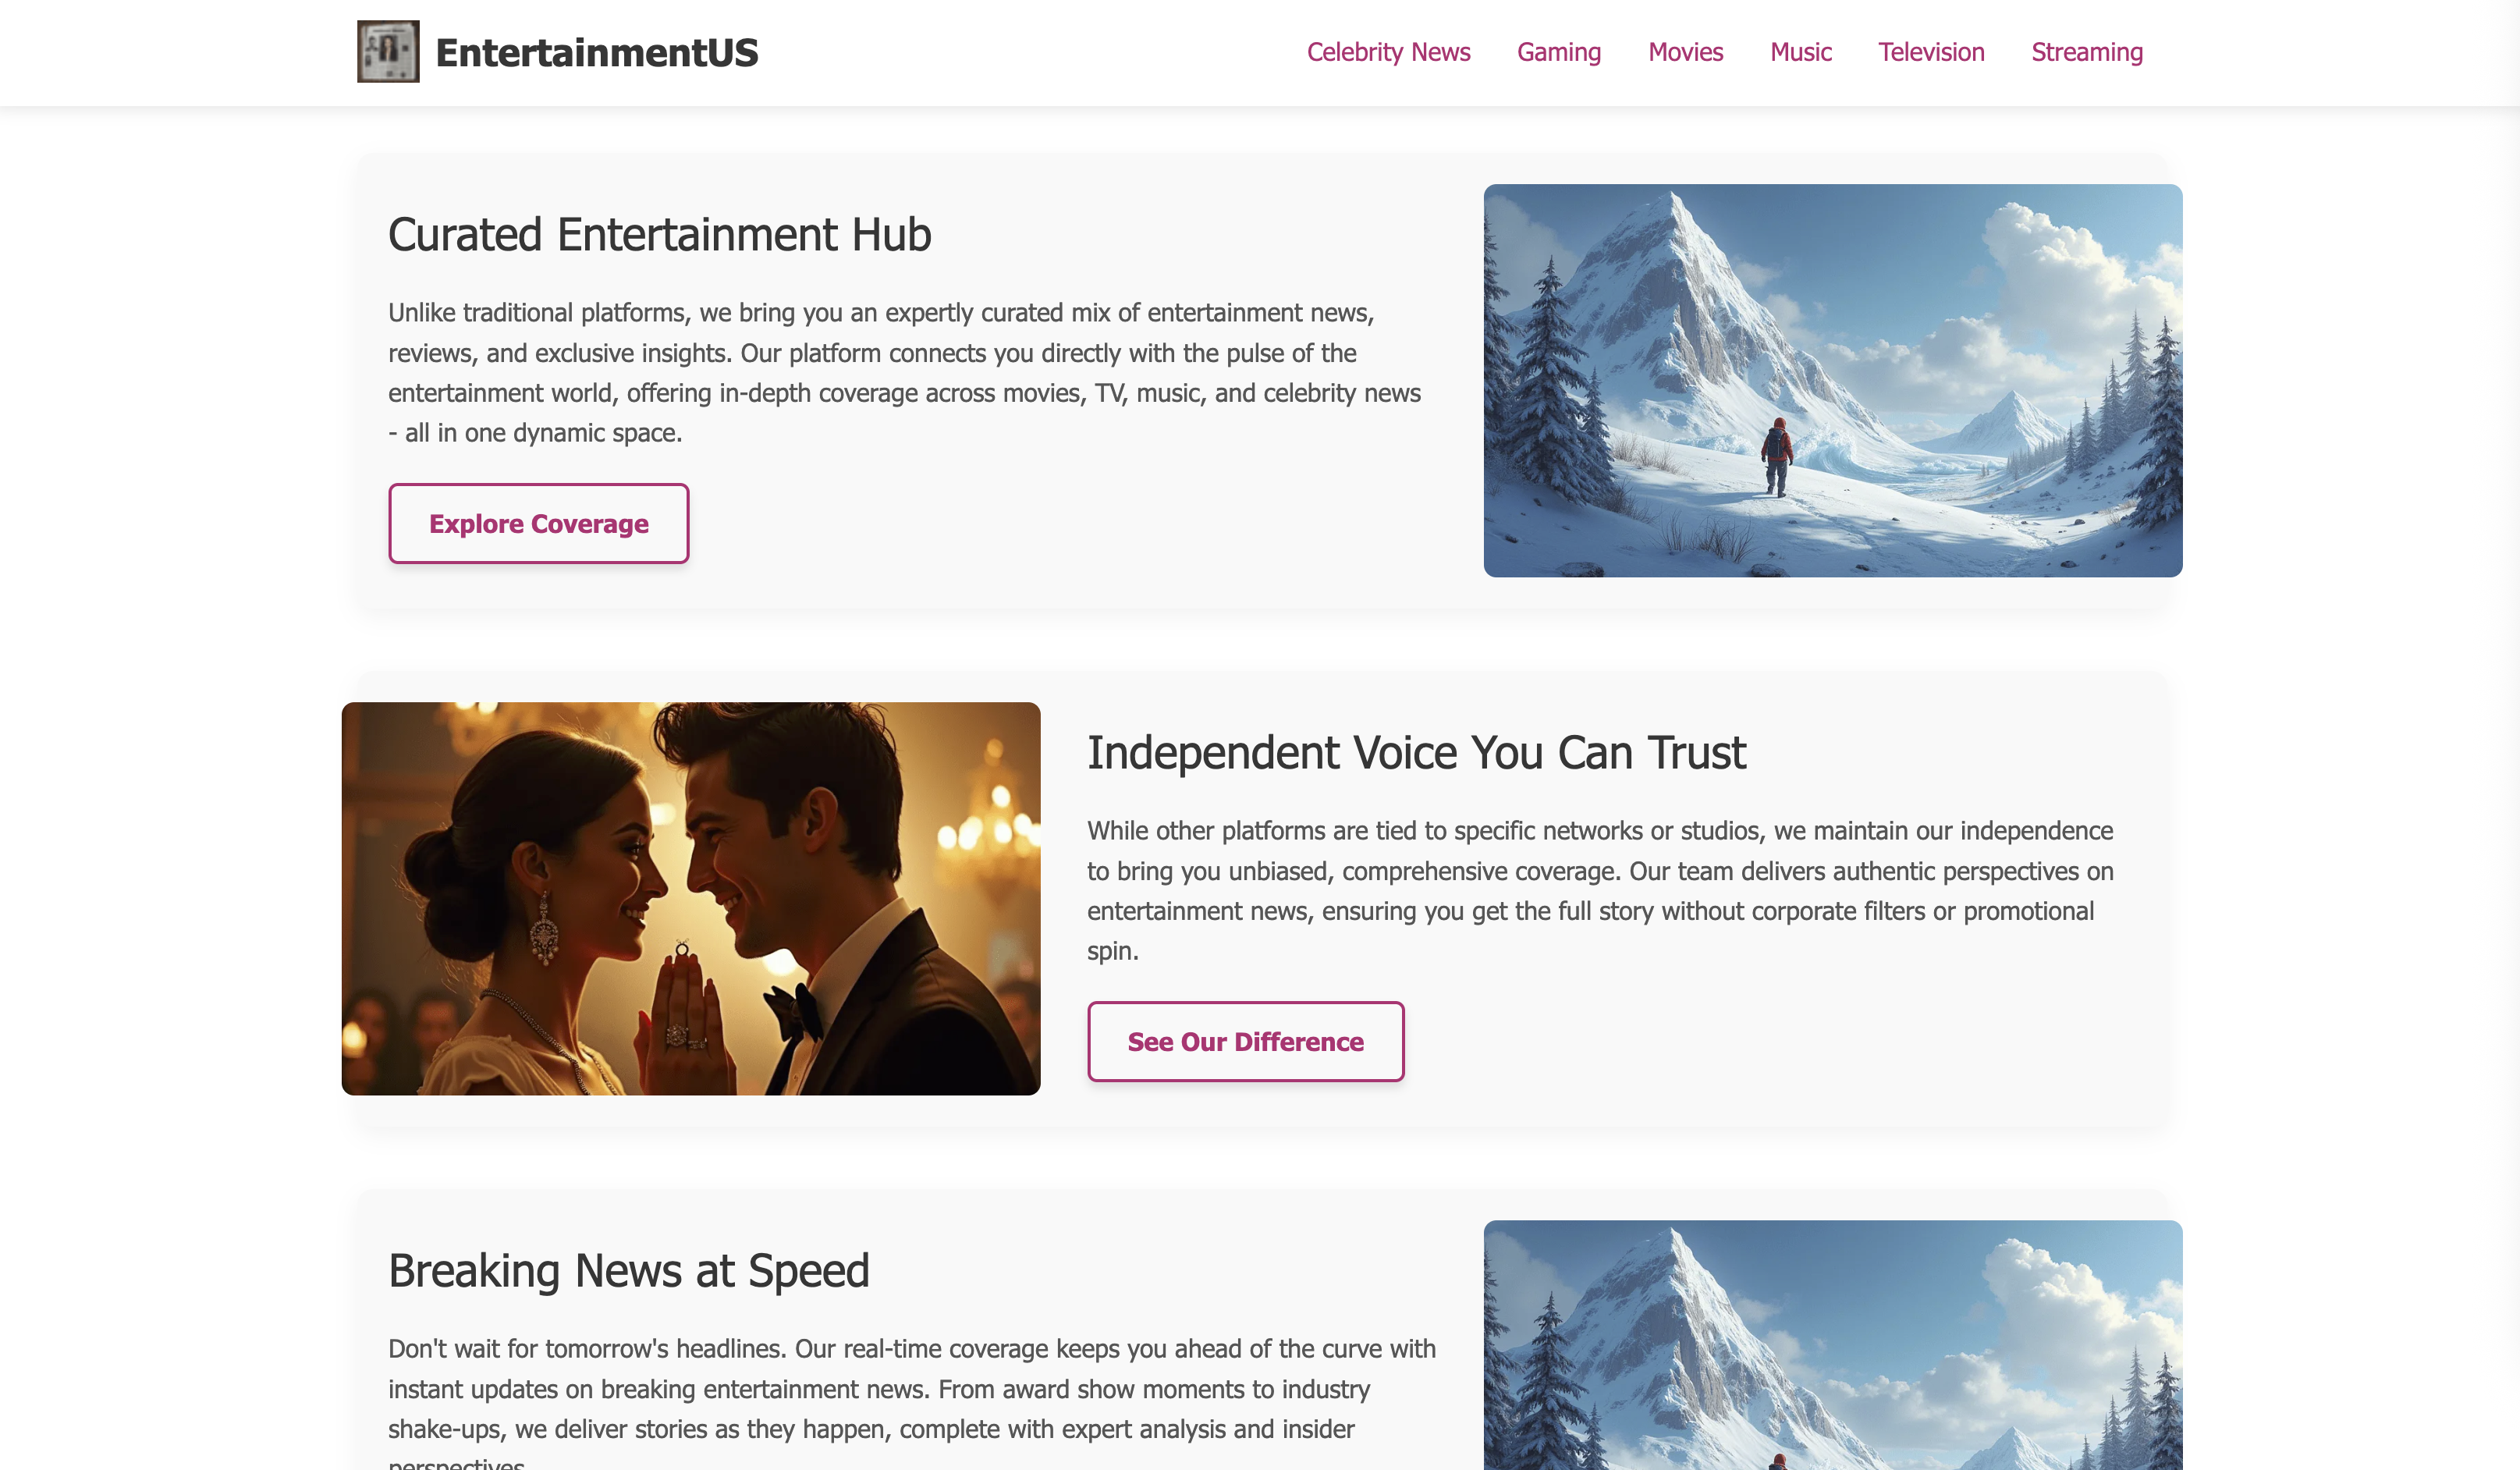 EntertainmentUS
Celebrity News
Gaming
Movies
Music
Television
Streaming
Curated Entertainment Hub
Unlike traditional platforms, we bring you an expertly curated mix of entertainment news,
reviews, and exclusive insights. Our platform connects you directly with the pulse of the
entertainment world, offering in-depth coverage across movies, TV, music, and celebrity news
- all in one dynamic space.
Explore Coverage
Independent Voice You Can Trust
While other platforms are tied to specific networks or studios, we maintain our independence
to bring you unbiased, comprehensive coverage. Our team delivers authentic perspectives on
entertainment news, ensuring you get the full story without corporate filters or promotional
spin.
See Our Difference
Breaking News at Speed
Don't wait for tomorrow's headlines. Our real-time coverage keeps you ahead of the curve with
instant updates on breaking entertainment news. From award show moments to industry
shake-ups, we deliver stories as they happen, complete with expert analysis and insider
perspectives.